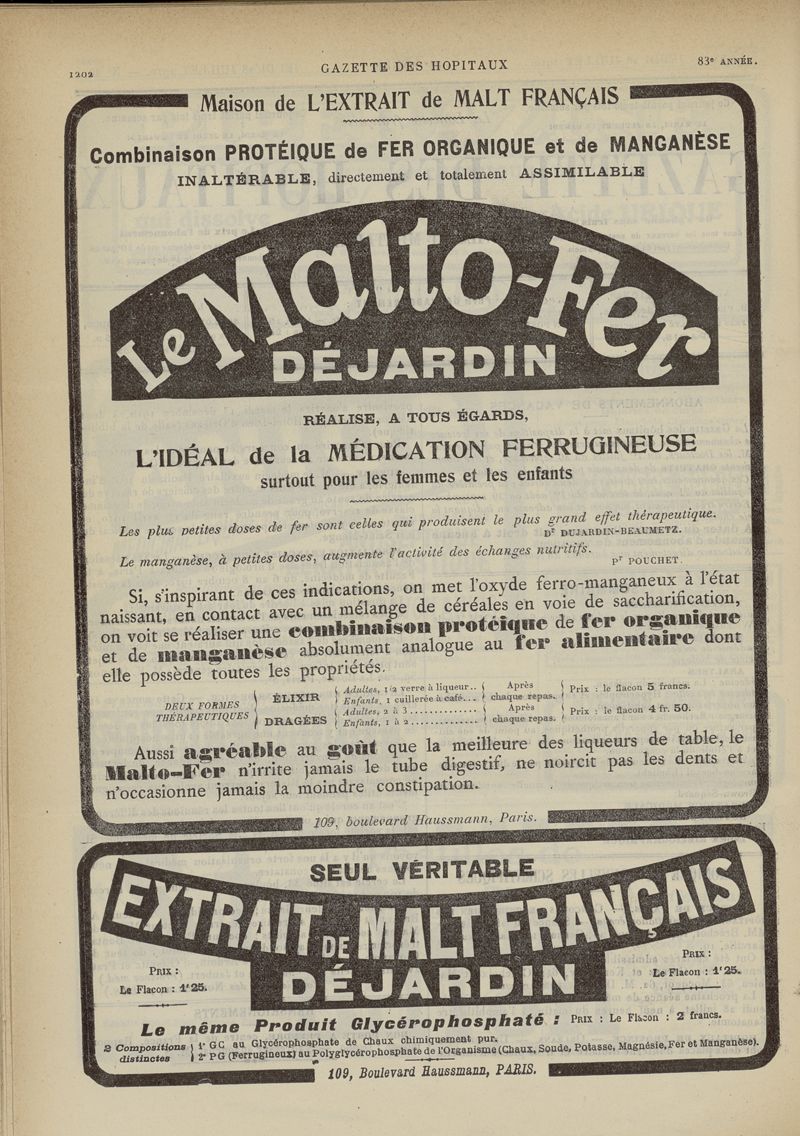 1202
GAZETTE DES HOPITAUX
83e ANNÉE.
Maison de L'EXTRAIT de MALT FRANÇAIS
Combinaison PROTÉIQUE de FER ORGANIQUE et de MANGANÈSE
INALTÉRABLE, directement et totalement ASSIMILABLE
Le Malto-Fer
DÉJARDIN
RÉALISE, A TOUS ÉGARDS,
L'IDÉAL de la MÉDICATION FERRUGINEUSE
surtout pour les femmes et les enfants
Les plus petites doses de fer sont celles qui produisent le plus grand effet thérapeutique.
Dr DUJARDIN-BEAUMETZ.
Le manganèse, à petites doses, augmente l'activité des échanges nutritifs.
Pr POUCHET.
Si, s'inspirant de ces indications, on met l'oxyde ferro-manganeux à l'état
naissant, en contact avec un mélange de céréales en voie de saccharification,
on voit se réaliser une combinaison protéique de fer organique
et de manganèse absolument analogue au fer alimentaire dont
elle possède toutes les propriétés.
DEUX FORMES
THÉRAPEUTIQUES
ÉLIXIR
Adultes, 1/2 verre à liqueur..
Enfants, 1 cuillerée à café....
Après
chaque repas.
Prix : le flacon 5 francs.
DRAGÉES
Adultes, 2 à 3.............
Enfants, 1 à 2.............
Après
chaque repas.
Prix : le flacon 4 fr. 50.
Aussi agréable au goût que la meilleure des liqueurs de table, le
Malto-Fer n'irrite jamais le tube digestif, ne noircit pas les dents et
n'occasionne jamais la moindre constipation.
109, boulevard Haussmann, Paris.
SEUL VÉRITABLE
EXTRAIT DE MALT FRANÇAIS
DÉJARDIN
PRIX :
Le Flacon : 1f25.
PRIX :
Le Flacon : 1f25.
Le même Produit Glycérophosphaté : PRIX : Le Flacon : 2 francs.
2 Compositions
distinctes
1° GC au Glycérophosphate de Chaux chimiquement pur.
2° PG (Ferrugineux) au Polyglycérophosphate de l'Organisme (Chaux, Soude, Potasse, Magnésie, Fer et Manganèse).
109, Boulevard Haussmann, PARIS.